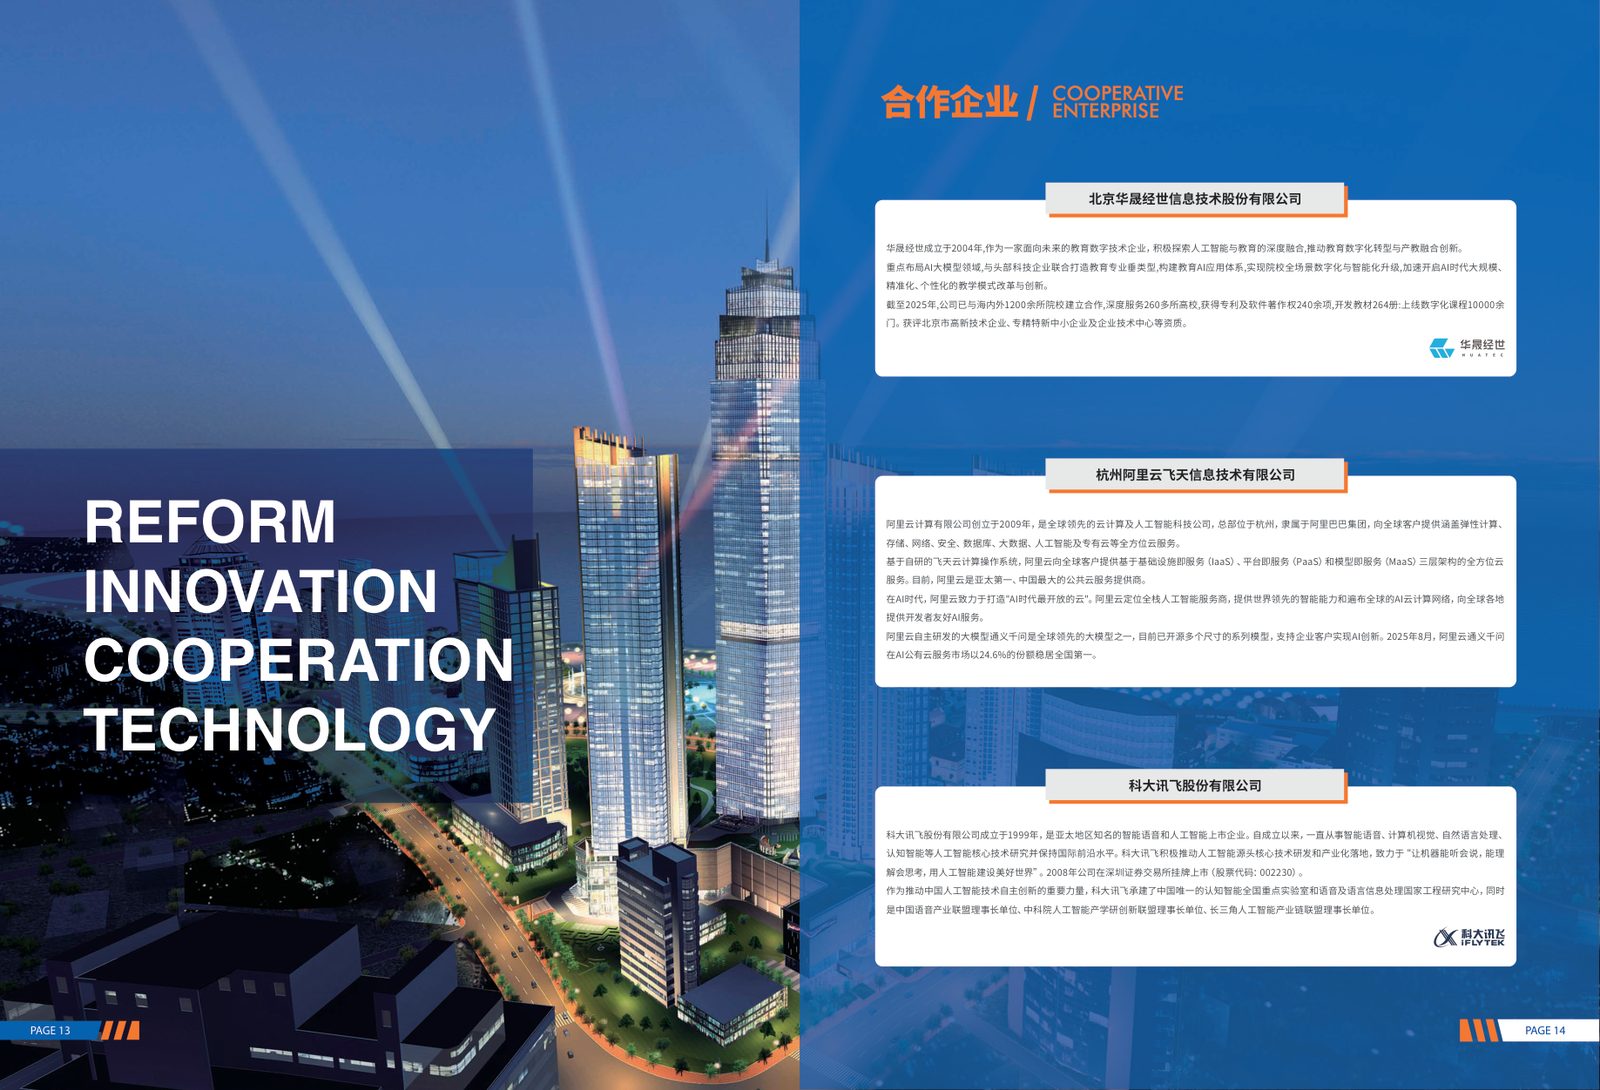 REFORM
INNOVATION
COOPERATION
TECHNOLOGY
PAGE 13
合作企业 / COOPERATIVE
ENTERPRISE
北京华晟经世信息技术股份有限公司
华晟经世成立于2004年,作为一家面向未来的教育数字技术企业，积极探索人工智能与教育的深度融合,推动教育数字化转型与产教融合创新。
重点布局AI大模型领域,与头部科技企业联合打造教育专业垂类型,构建教育AI应用体系,实现院校全场景数字化与智能化升级,加速开启AI时代大规模、
精准化、个性化的教学模式改革与创新。
截至2025年,公司已与海内外1200余所院校建立合作,深度服务260多所高校,获得专利及软件著作权240余项,开发教材264册:上线数字化课程10000余
门。获评北京市高新技术企业、专精特新中小企业及企业技术中心等资质。
华晟经世
HUATEC
杭州阿里云飞天信息技术有限公司
阿里云计算有限公司创立于2009年，是全球领先的云计算及人工智能科技公司，总部位于杭州，隶属于阿里巴巴集团，向全球客户提供涵盖弹性计算、
存储、网络、安全、数据库、大数据、人工智能及专有云等全方位云服务。
基于自研的飞天云计算操作系统，阿里云向全球客户提供基于基础设施即服务（IaaS）、平台即服务（PaaS）和模型即服务（MaaS）三层架构的全方位云
服务。目前，阿里云是亚太第一、中国最大的公共云服务提供商。
在AI时代，阿里云致力于打造"AI时代最开放的云"。阿里云定位全栈人工智能服务商，提供世界领先的智能能力和遍布全球的AI云计算网络，向全球各地
提供开发者友好AI服务。
阿里云自主研发的大模型通义千问是全球领先的大模型之一，目前已开源多个尺寸的系列模型，支持企业客户实现AI创新。2025年8月，阿里云通义千问
在AI公有云服务市场以24.6%的份额稳居全国第一。
科大讯飞股份有限公司
科大讯飞股份有限公司成立于1999年，是亚太地区知名的智能语音和人工智能上市企业。自成立以来，一直从事智能语音、计算机视觉、自然语言处理、
认知智能等人工智能核心技术研究并保持国际前沿水平。科大讯飞积极推动人工智能源头核心技术研发和产业化落地，致力于“让机器能听会说，能理
解会思考，用人工智能建设美好世界”。2008年公司在深圳证券交易所挂牌上市（股票代码：002230）。
作为推动中国人工智能技术自主创新的重要力量，科大讯飞承建了中国唯一的认知智能全国重点实验室和语音及语言信息处理国家工程研究中心，同时
是中国语音产业联盟理事长单位、中科院人工智能产学研创新联盟理事长单位、长三角人工智能产业链联盟理事长单位。
科大讯飞
iFLYTEK
PAGE 14